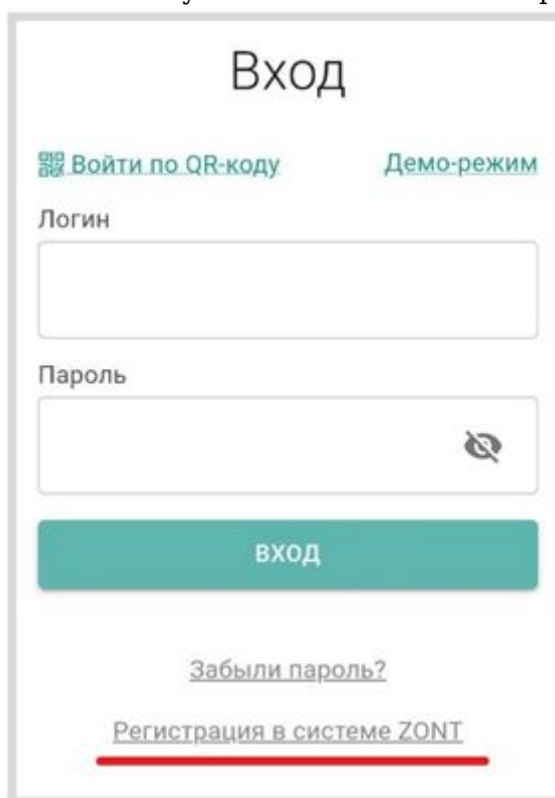 Вход
Войти по QR-коду Демо-режим
Логин
Пароль
ВХОД
Забыли пароль?
Регистрация в системе ZONT